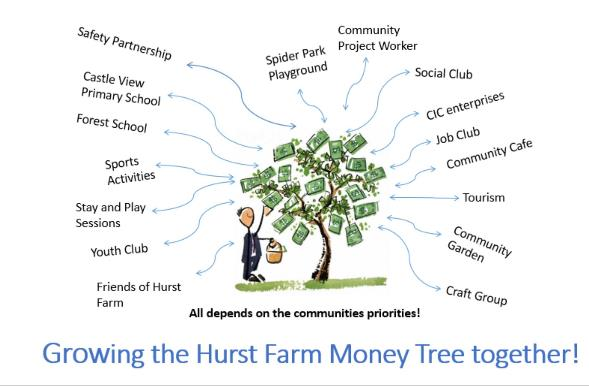 Safety Partnership
Spider Park
Playground
Community
Project Worker
Castle View
Primary School
Social Club
CIC enterprises
Forest School
Job Club
Community Cafe
Sports
Activities
Tourism
Stay and Play
Sessions
Community
Garden
Youth Club
Friends of Hurst
Farm
Craft Group
All depends on the communities priorities!
Growing the Hurst Farm Money Tree together!